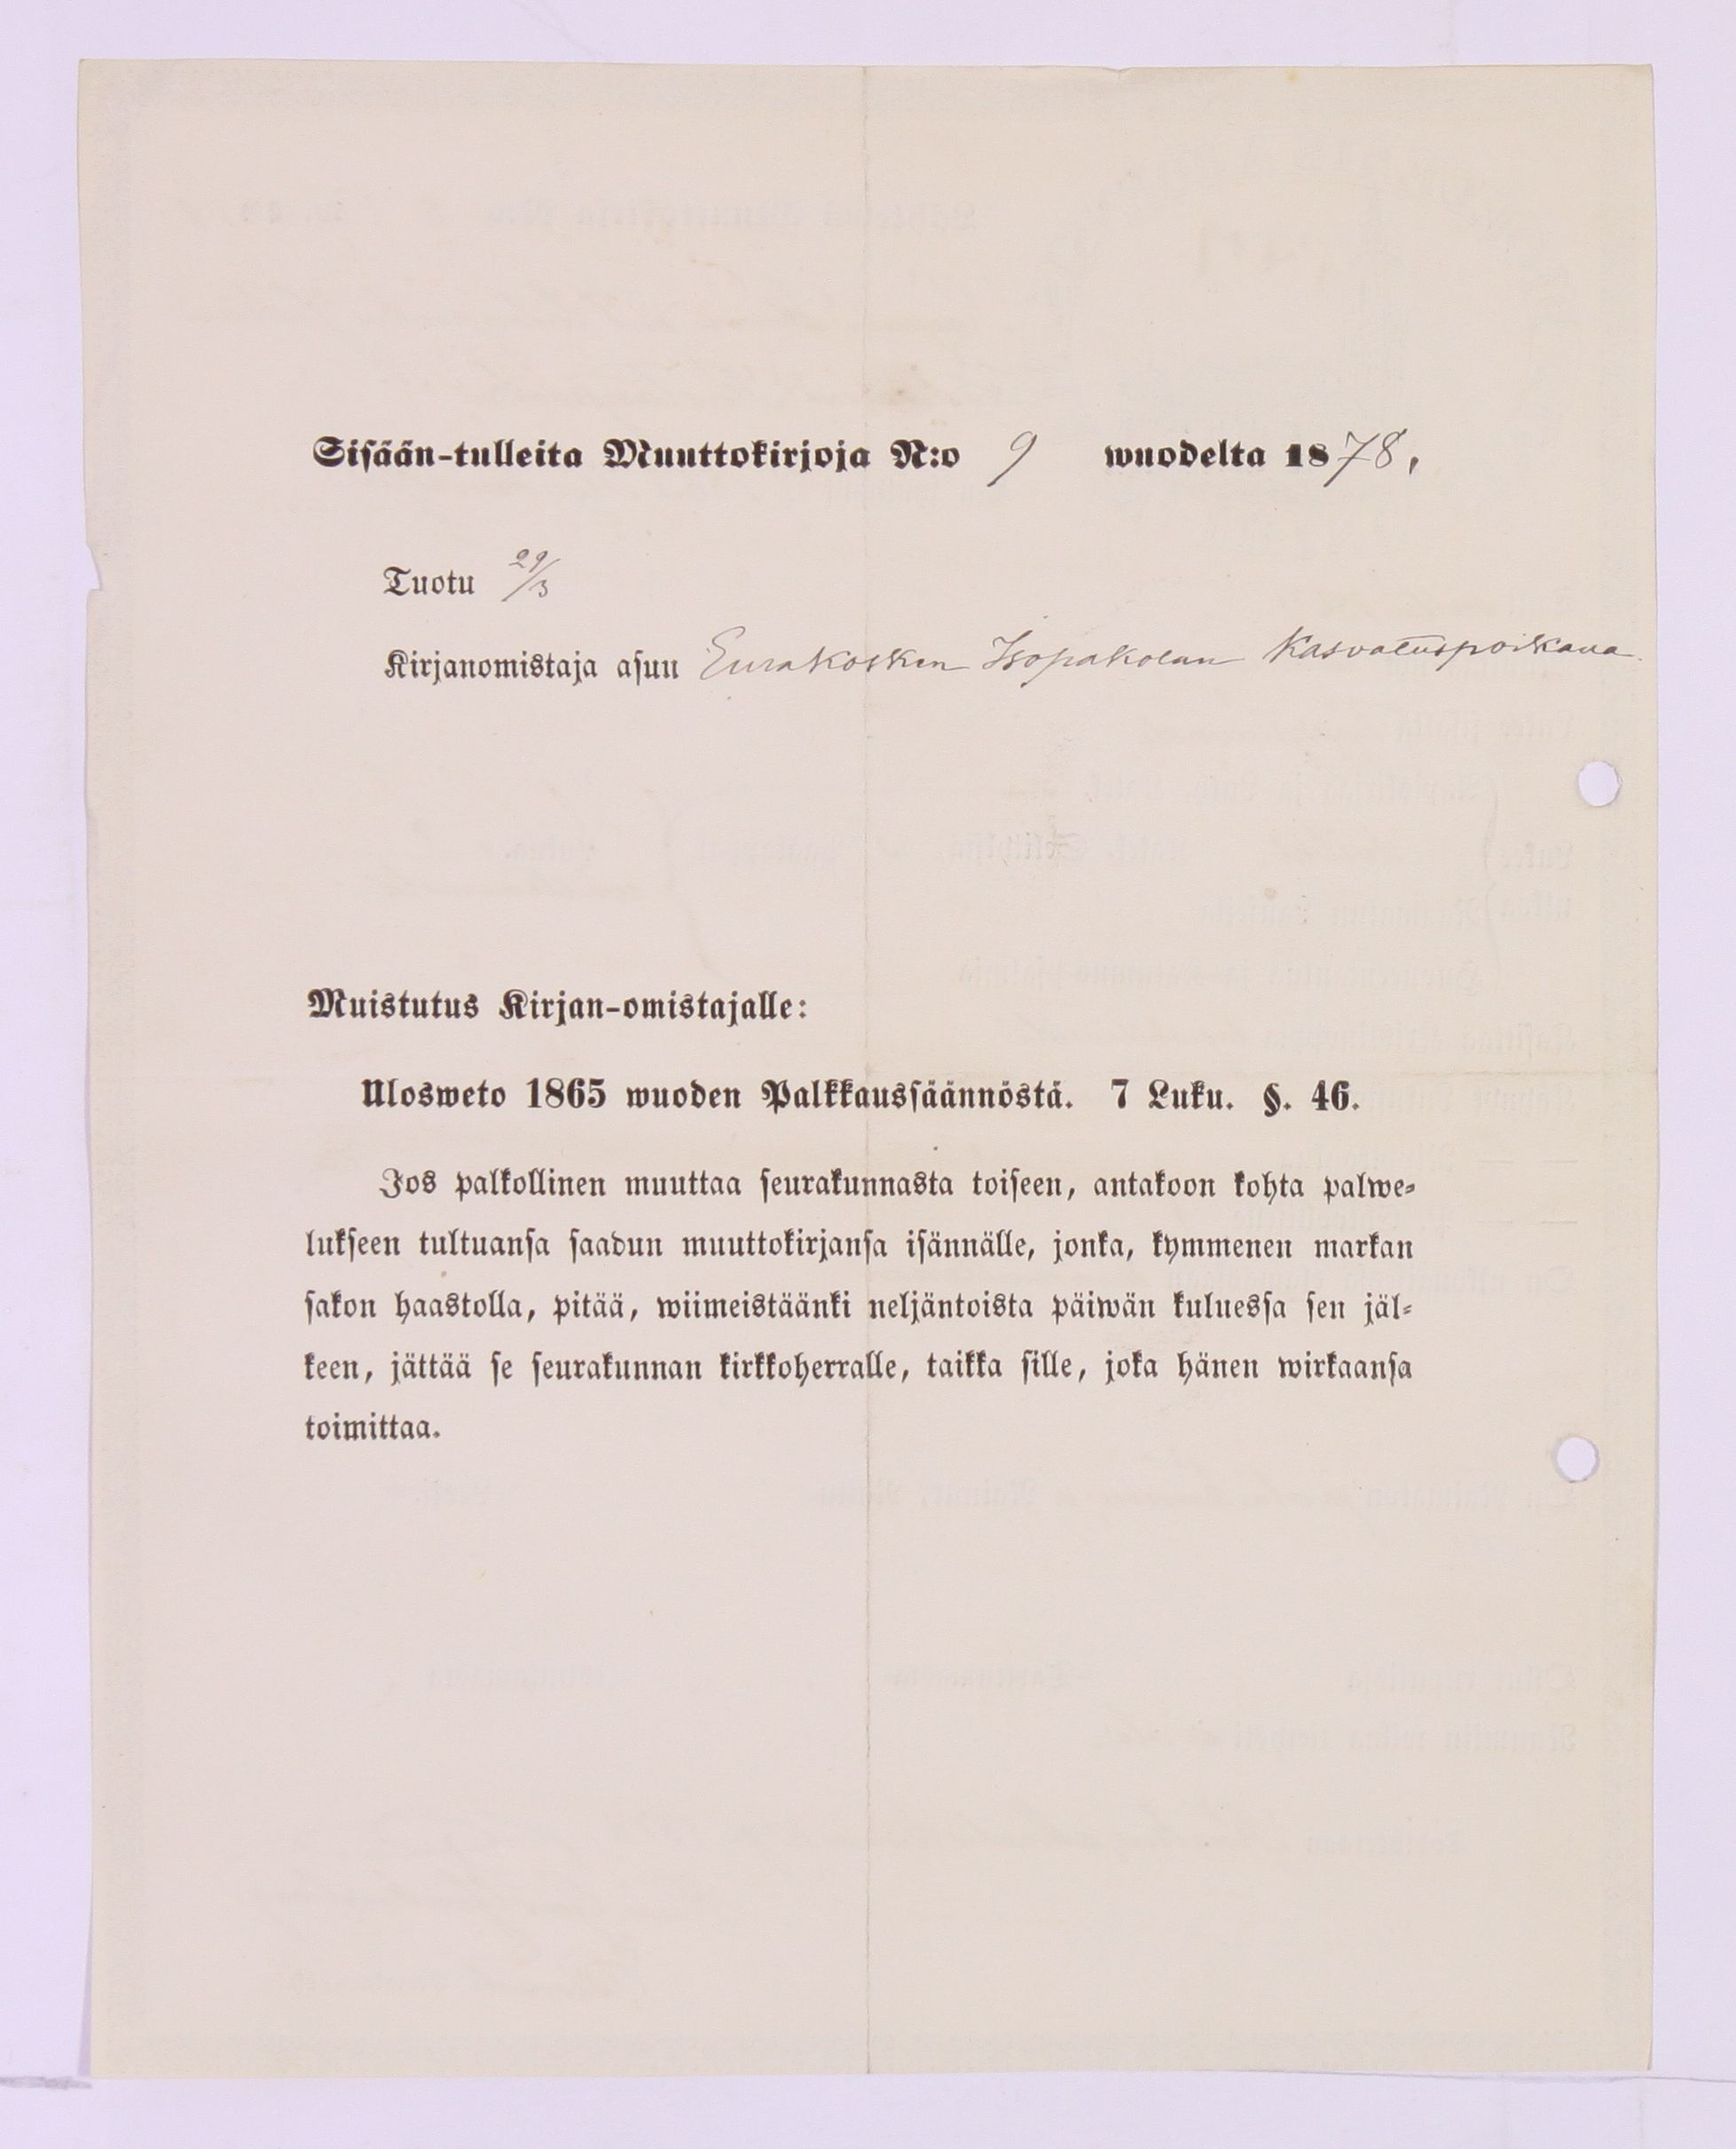 Sisään-tulleita Muuttokirjoja N:o 9 wuodelta 1878.
Tuotu 29/3
Kirjanomistaja asuu Eurakosken Isopakolan Kasvatuspoikana.
Muistutus Kirjan-omistajalle:
Ulosweto 1865 wuoden Palkkaussäännöstä. 7 Luku. §. 46.
Jos palkollinen muuttaa seurakunnasta toiseen, antakoon kohta palwe-
lukseen tultuansa saadun muuttokirjansa isännälle, jonka, kymmenen markan
sakon haastolla, pitää, wiimeistäänki neljäntoista päiwän kuluessa sen jäl-
keen, jättää se seurakunnan kirkkoherralle, taikka sille, joka hänen wirkaansa
toimittaa.